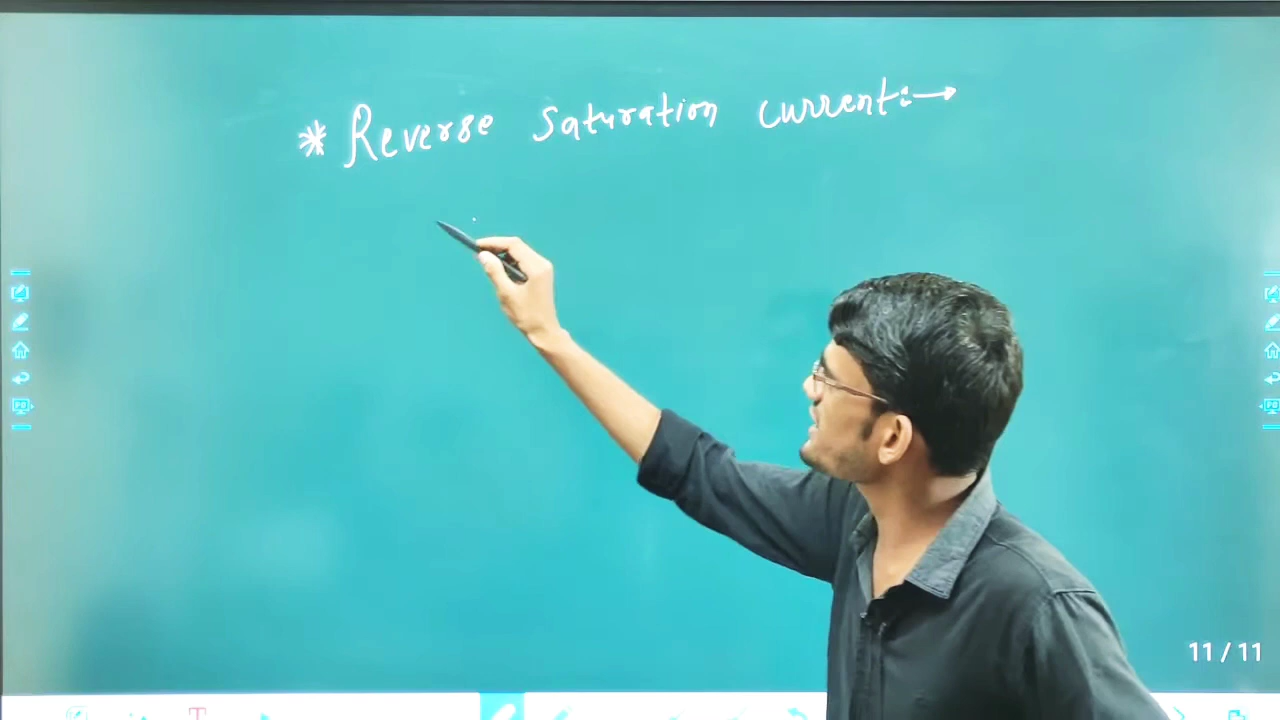 * Reverse Saturation current:→
11 / 11